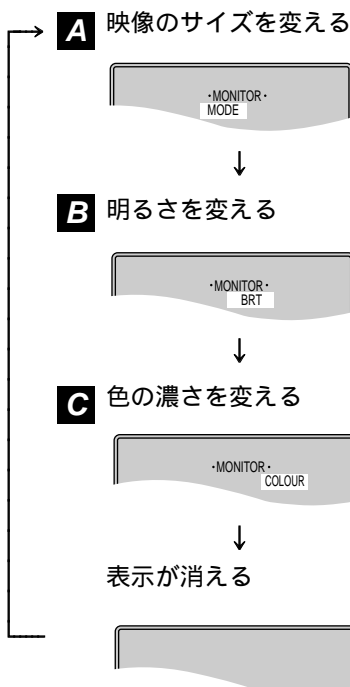 A 映像のサイズを変える
・MONITOR・
MODE
B 明るさを変える
・MONITOR・
BRT
C 色の濃さを変える
・MONITOR・
COLOUR
表示が消える